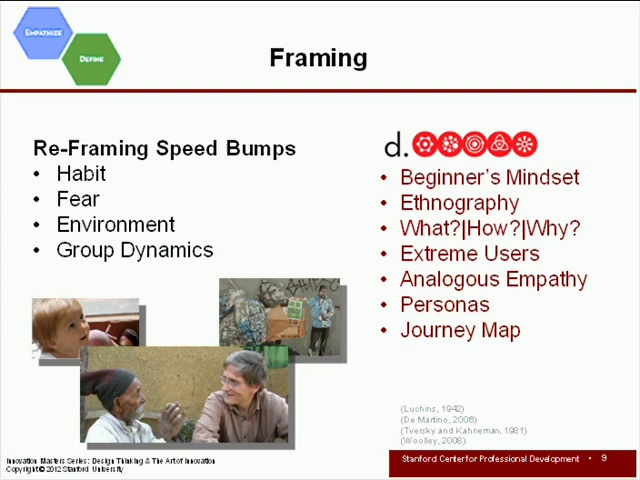 EMPATHIZE
DEFINE
Framing
Re-Framing Speed Bumps
• Habit
• Fear
• Environment
• Group Dynamics
d.
• Beginner's Mindset
• Ethnography
• What?|How?|Why?
• Extreme Users
• Analogous Empathy
• Personas
• Journey Map
(Luchins, 1942)
(De Martino, 2006)
(Tversky and Kahneman, 1981)
(Woolley, 2008)
Innovation Masters Series: Design Thinking & The Art of Innovation
Copyright © 2012 Stanford University
Stanford Center for Professional Development • 9